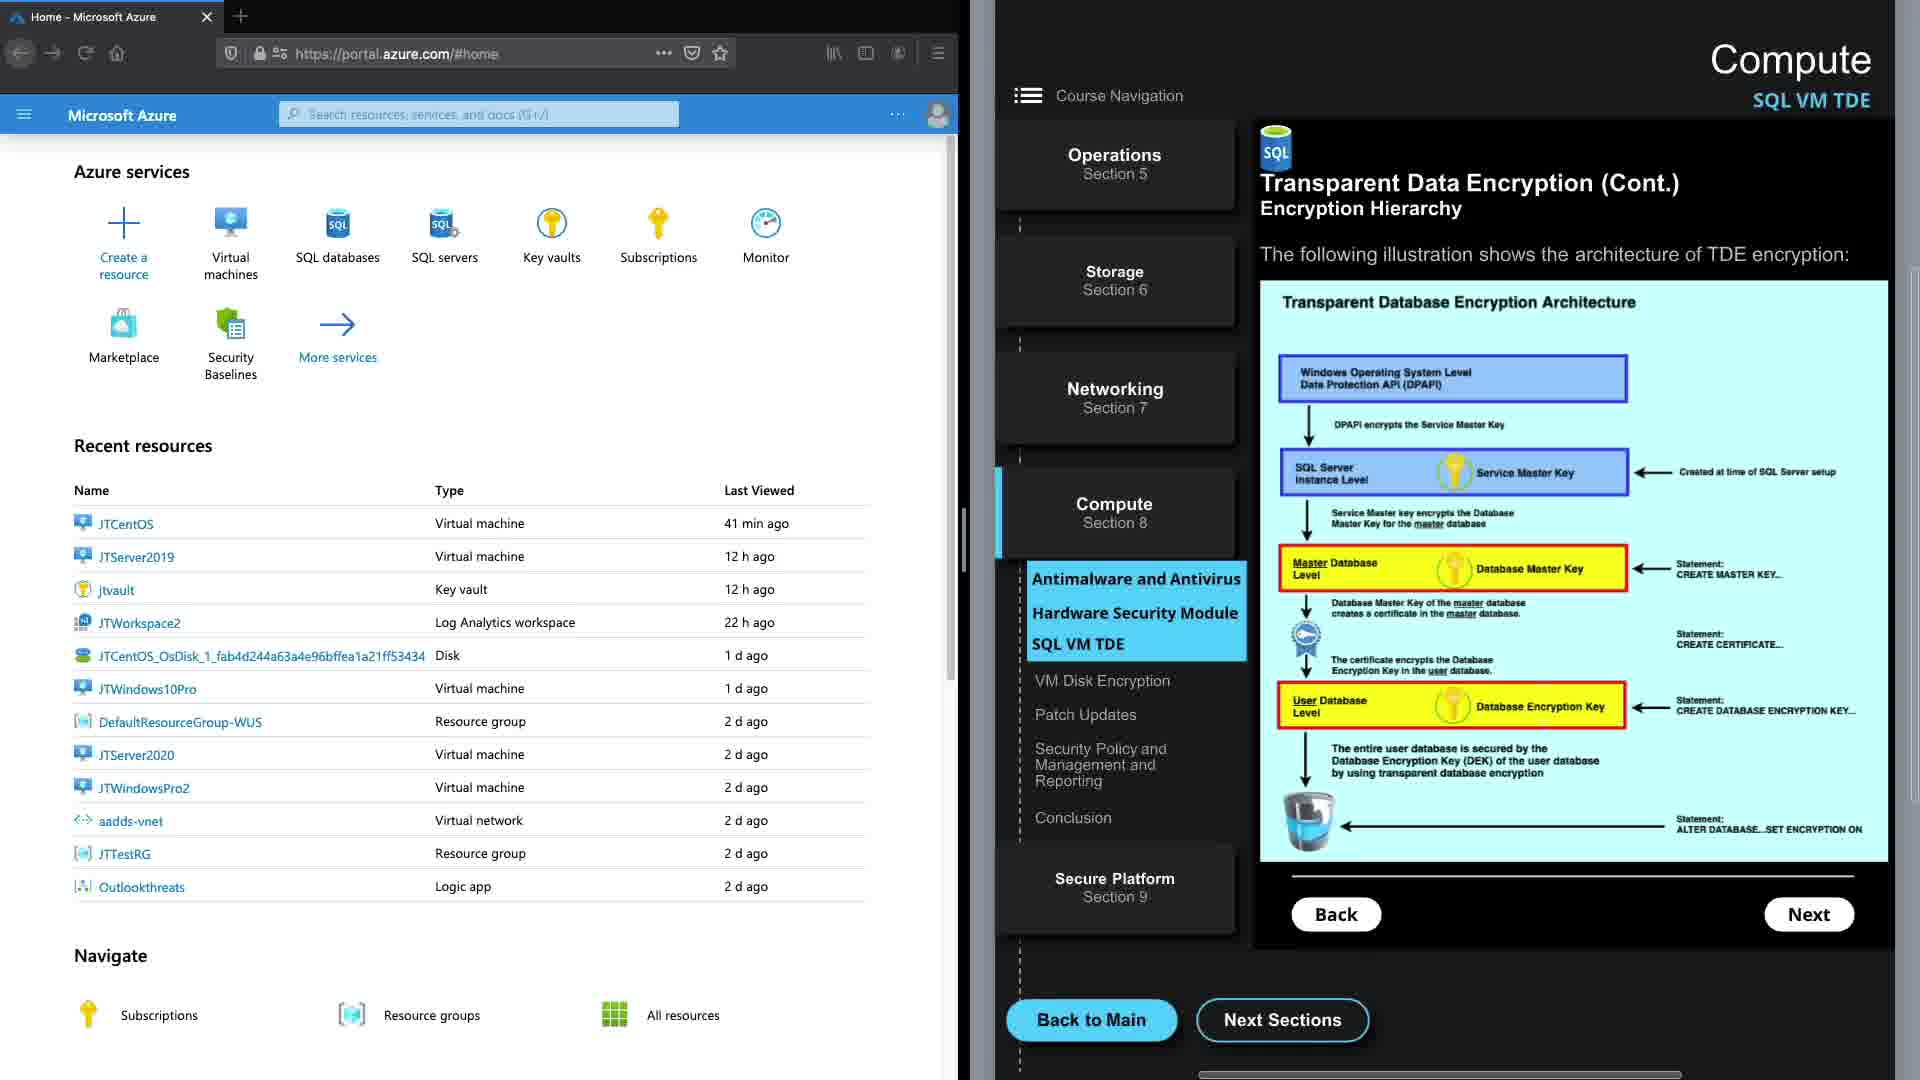 Home - Microsoft Azure
https://portal.azure.com/#home
Microsoft Azure
Search resources, services, and docs (G+/)
Azure services
Create a
resource
Virtual
machines
SQL databases
SQL servers
Key vaults
Subscriptions
Monitor
Marketplace
Security
Baselines
More services
Recent resources
Name Type Last Viewed
JTCentOS Virtual machine 41 min ago
JTServer2019 Virtual machine 12 h ago
jtvault Key vault 12 h ago
JTWorkspace2 Log Analytics workspace 22 h ago
JTCentOS_OsDisk_1_fab4d244a63a4e96bffea1a21ff53434 Disk 1 d ago
JTWindows10Pro Virtual machine 1 d ago
DefaultResourceGroup-WUS Resource group 2 d ago
JTServer2020 Virtual machine 2 d ago
JTWindowsPro2 Virtual machine 2 d ago
aadds-vnet Virtual network 2 d ago
JTTestRG Resource group 2 d ago
Outlookthreats Logic app 2 d ago
Navigate
Subscriptions
Resource groups
All resources
Compute
SQL VM TDE
Course Navigation
Operations
Section 5
Storage
Section 6
Networking
Section 7
Compute
Section 8
Antimalware and Antivirus
Hardware Security Module
SQL VM TDE
VM Disk Encryption
Patch Updates
Security Policy and
Management and
Reporting
Conclusion
Secure Platform
Section 9
SQL
Transparent Data Encryption (Cont.)
Encryption Hierarchy
The following illustration shows the architecture of TDE encryption:
Transparent Database Encryption Architecture
Windows Operating System Level
Data Protection API (DPAPI)
DPAPI encrypts the Service Master Key
SQL Server
Instance Level
Service Master Key
Created at time of SQL Server setup
Service Master key encrypts the Database
Master Key for the master database
Master Database
Level
Database Master Key
Statement:
CREATE MASTER KEY...
Database Master Key of the master database
creates a certificate in the master database.
Statement:
CREATE CERTIFICATE...
The certificate encrypts the Database
Encryption Key in the user database.
User Database
Level
Database Encryption Key
Statement:
CREATE DATABASE ENCRYPTION KEY...
The entire user database is secured by the
Database Encryption Key (DEK) of the user database
by using transparent database encryption
Statement:
ALTER DATABASE...SET ENCRYPTION ON
Back
Next
Back to Main
Next Sections